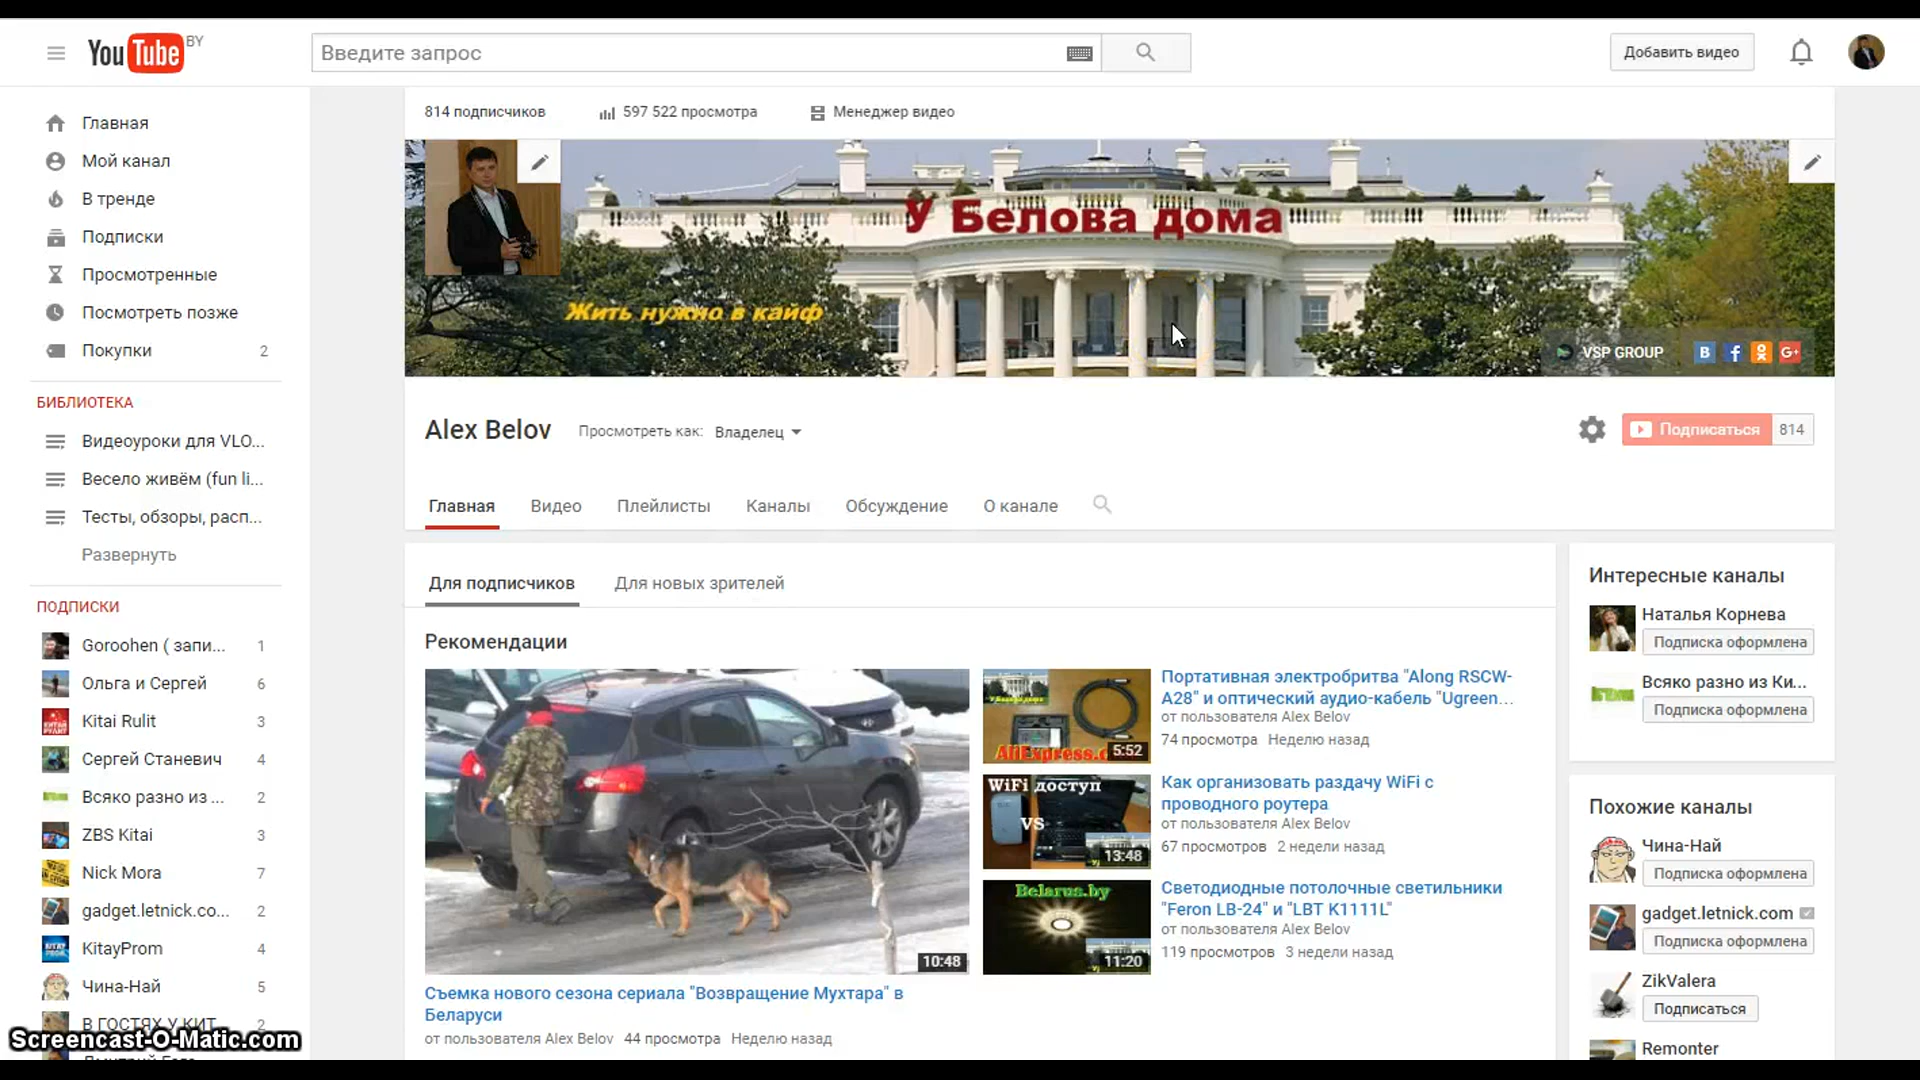 YouTube BY
Введите запрос
Добавить видео
Главная
Мой канал
В тренде
Подписки
Просмотренные
Посмотреть позже
Покупки 2
БИБЛИОТЕКА
Видеоуроки для VLO...
Весело живём (fun li...
Тесты, обзоры, расп...
Развернуть
ПОДПИСКИ
Goroohen ( запи... 1
Ольга и Сергей 6
Kitai Rulit 3
Сергей Станевич 4
Всяко разно из ... 2
ZBS Kitai 3
Nick Mora 7
gadget.letnick.co... 2
KitayProm 4
Чина-Най 5
В ГОСТЯХ У КИТ... 2
Screencast-O-Matic.com
814 подписчиков 597 522 просмотра Менеджер видео
У Белова дома
Жить нужно в кайф
VSP GROUP
Alex Belov Просмотреть как: Владелец
Подписаться 814
Главная Видео Плейлисты Каналы Обсуждение О канале
Для подписчиков Для новых зрителей
Рекомендации
10:48
Съемка нового сезона сериала "Возвращение Мухтара" в
Беларуси
от пользователя Alex Belov 44 просмотра Неделю назад
AliExpress.c
5:52
Портативная электробритва "Along RSCW-
A28" и оптический аудио-кабель "Ugreen...
от пользователя Alex Belov
74 просмотра Неделю назад
WiFi доступ
VS
13:48
Как организовать раздачу WiFi с
проводного роутера
от пользователя Alex Belov
67 просмотров 2 недели назад
Belarus.by
11:20
Светодиодные потолочные светильники
"Feron LB-24" и "LBT K1111L"
от пользователя Alex Belov
119 просмотров 3 недели назад
Интересные каналы
Наталья Корнева
Подписка оформлена
Всяко разно из Ки...
Подписка оформлена
Похожие каналы
Чина-Най
Подписка оформлена
gadget.letnick.com
Подписка оформлена
ZikValera
Подписаться
Remonter